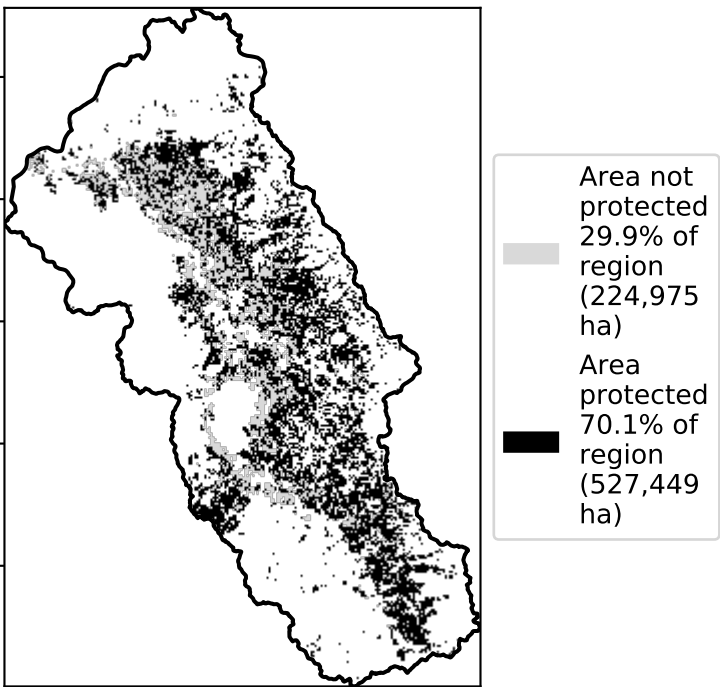 Area not
protected
29.9% of
region
(224,975
ha)
Area
protected
70.1% of
region
(527,449
ha)